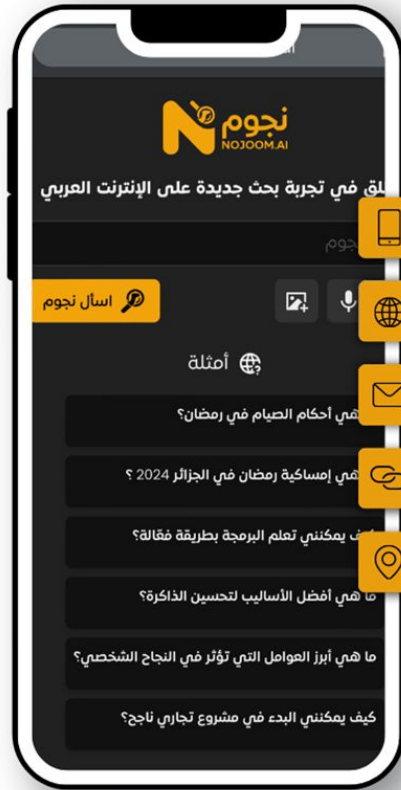 نجوم
NOJOOM.AI
في تجربة بحث جديدة على الإنترنت العربي
اسأل نجوم
أمثلة
هي أحكام الصيام في رمضان؟
هي إمساكية رمضان في الجزائر 2024 ؟
يمكنني تعلم البرمجة بطريقة فعّالة؟
ما هي أفضل الأساليب لتحسين الذاكرة؟
ما هي أبرز العوامل التي تؤثر في النجاح الشخصي؟
كيف يمكنني البدء في مشروع تجاري ناجح؟